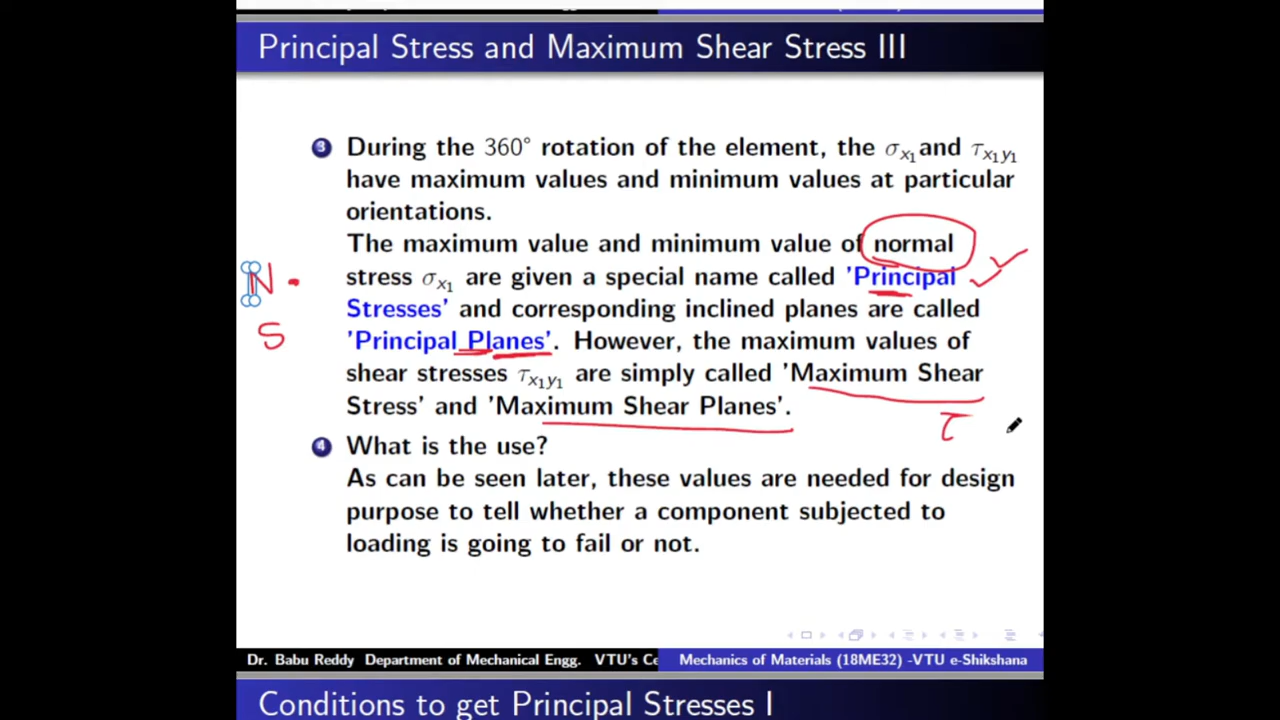 Principal Stress and Maximum Shear Stress III
3 During the 360° rotation of the element, the σx1 and τx1y1
have maximum values and minimum values at particular
orientations.
The maximum value and minimum value of normal
stress σx1 are given a special name called 'Principal
Stresses' and corresponding inclined planes are called
'Principal Planes'. However, the maximum values of
shear stresses τx1y1 are simply called 'Maximum Shear
Stress' and 'Maximum Shear Planes'.
N
S
τ
4 What is the use?
As can be seen later, these values are needed for design
purpose to tell whether a component subjected to
loading is going to fail or not.
Dr. Babu Reddy Department of Mechanical Engg. VTU's Ce Mechanics of Materials (18ME32) -VTU e-Shikshana
Conditions to get Principal Stresses I